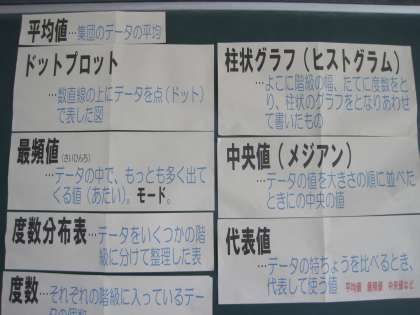 平均値…集団のデータの平均
ドットプロット
…数直線の上にデータを点（ドット）
で表した図
最頻値（さいひんち）
…データの中で、もっとも多く出て
くる値（あたい）。モード。
度数分布表…データをいくつかの階
級に分けて整理した表
度数…それぞれの階級に入っているデー
タの個数
柱状グラフ（ヒストグラム）
…よこに階級の幅、たてに度数をと
り、柱状のグラフをとなりあわせ
て書いたもの
中央値（メジアン）
…データの値を大きさの順に並べた
ときにの中央の値
代表値
…データの特ちょうを比べるとき、
代表して使う値 平均値 最頻値 中央値など